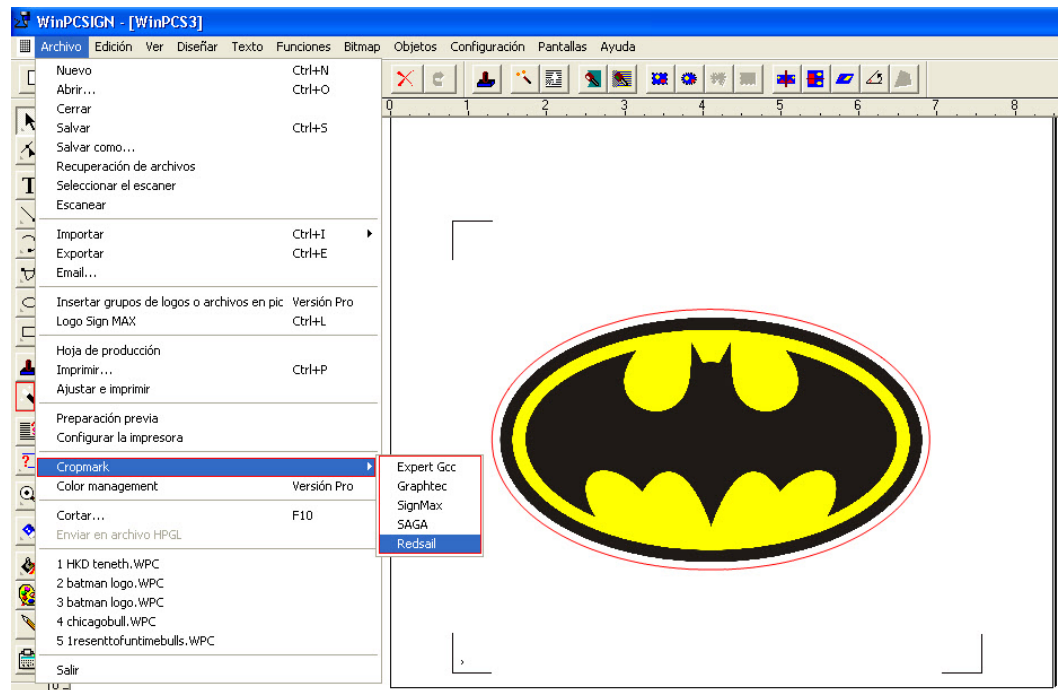 WinPCSIGN - [WinPCS3]
Archivo Edición Ver Diseñar Texto Funciones Bitmap Objetos Configuración Pantallas Ayuda
Nuevo Ctrl+N
Abrir... Ctrl+O
Cerrar
Salvar Ctrl+S
Salvar como...
Recuperación de archivos
Seleccionar el escaner
Escanear
Importar Ctrl+I
Exportar Ctrl+E
Email...
Insertar grupos de logos o archivos en pic Versión Pro
Logo Sign MAX Ctrl+L
Hoja de producción
Imprimir... Ctrl+P
Ajustar e imprimir
Preparación previa
Configurar la impresora
Cropmark
Color management Versión Pro
Cortar... F10
Enviar en archivo HPGL
1 HKD teneth.WPC
2 batman logo.WPC
3 batman logo.WPC
4 chicagobull.WPC
5 1resenttofuntimebulls.WPC
Salir
Expert Gcc
Graphtec
SignMax
SAGA
Redsail
0 1 2 3 4 5 6 7 8
T
10